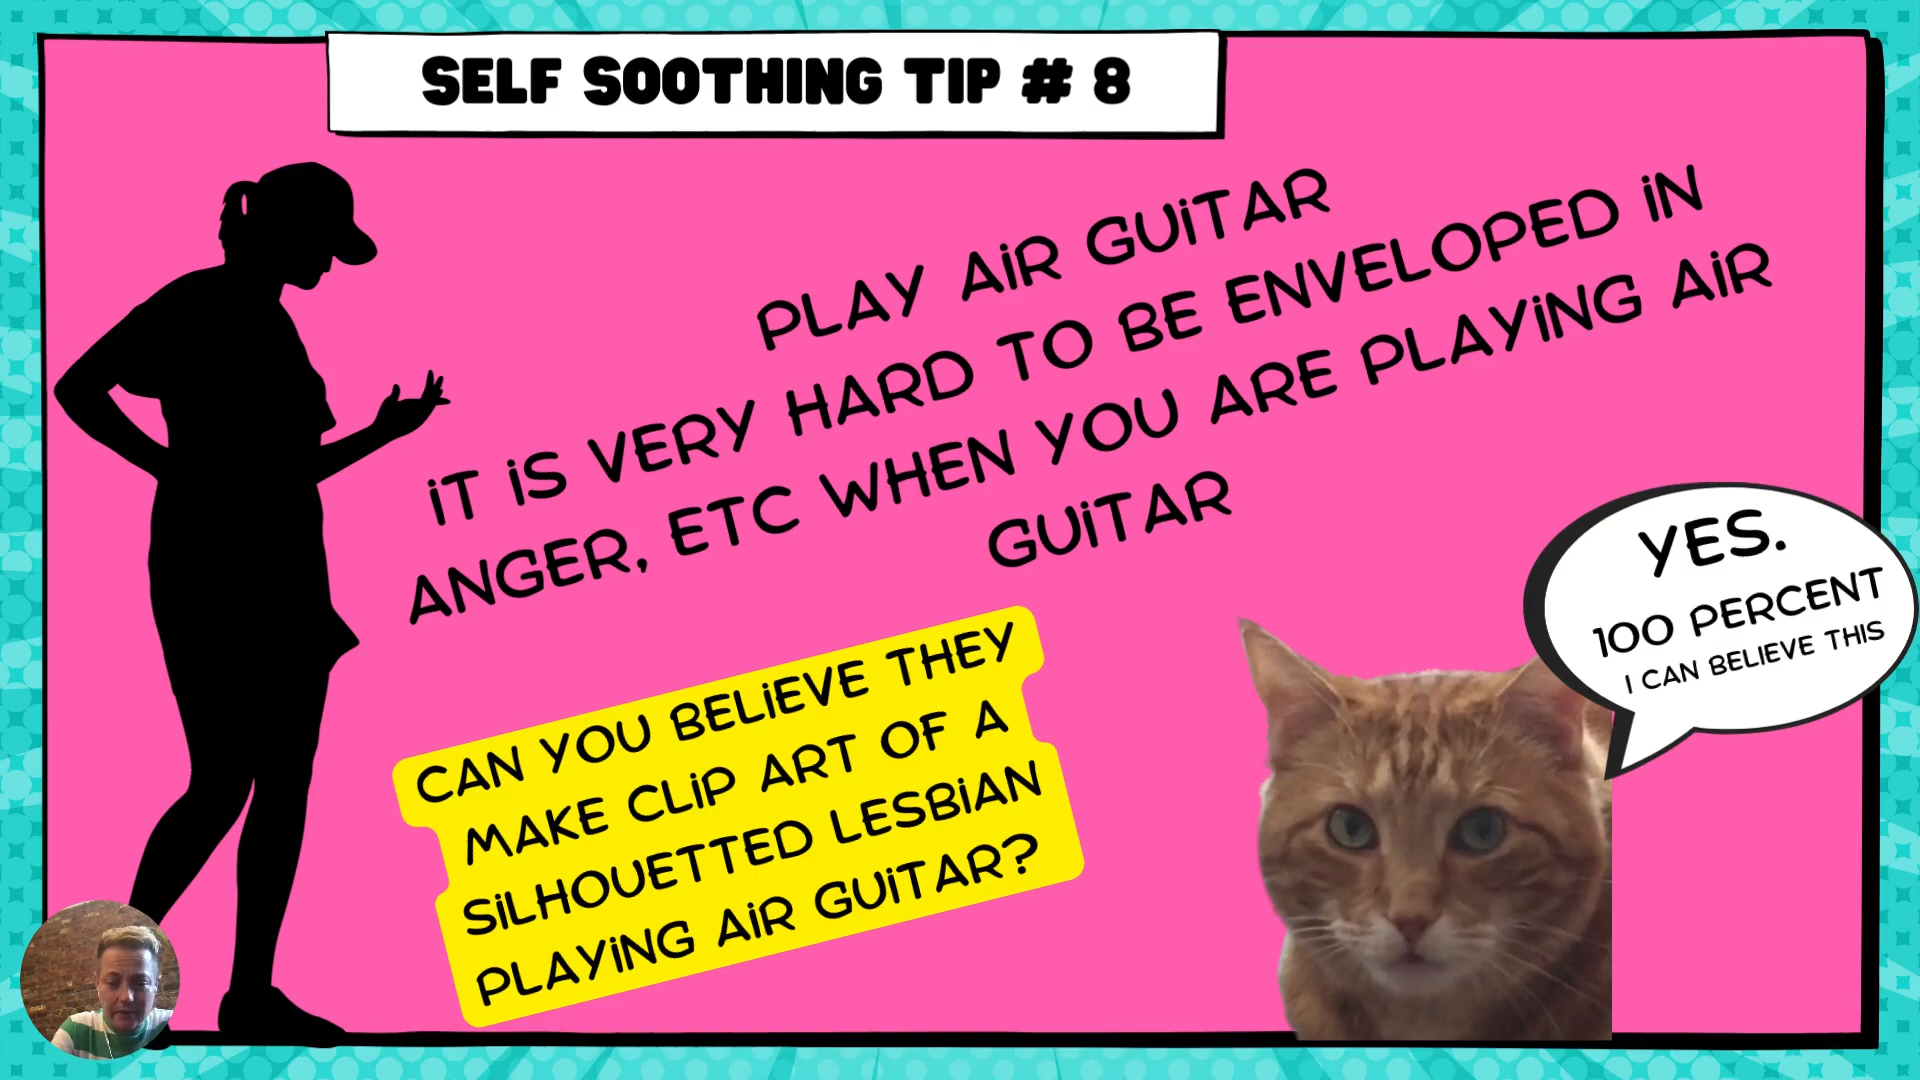 SELF SOOTHING TIP # 8
PLAY AIR GUITAR
IT IS VERY HARD TO BE ENVELOPED IN
ANGER, ETC WHEN YOU ARE PLAYING AIR
GUITAR
CAN YOU BELIEVE THEY
MAKE CLIP ART OF A
SILHOUETTED LESBIAN
PLAYING AIR GUITAR?
YES.
100 PERCENT
I CAN BELIEVE THIS